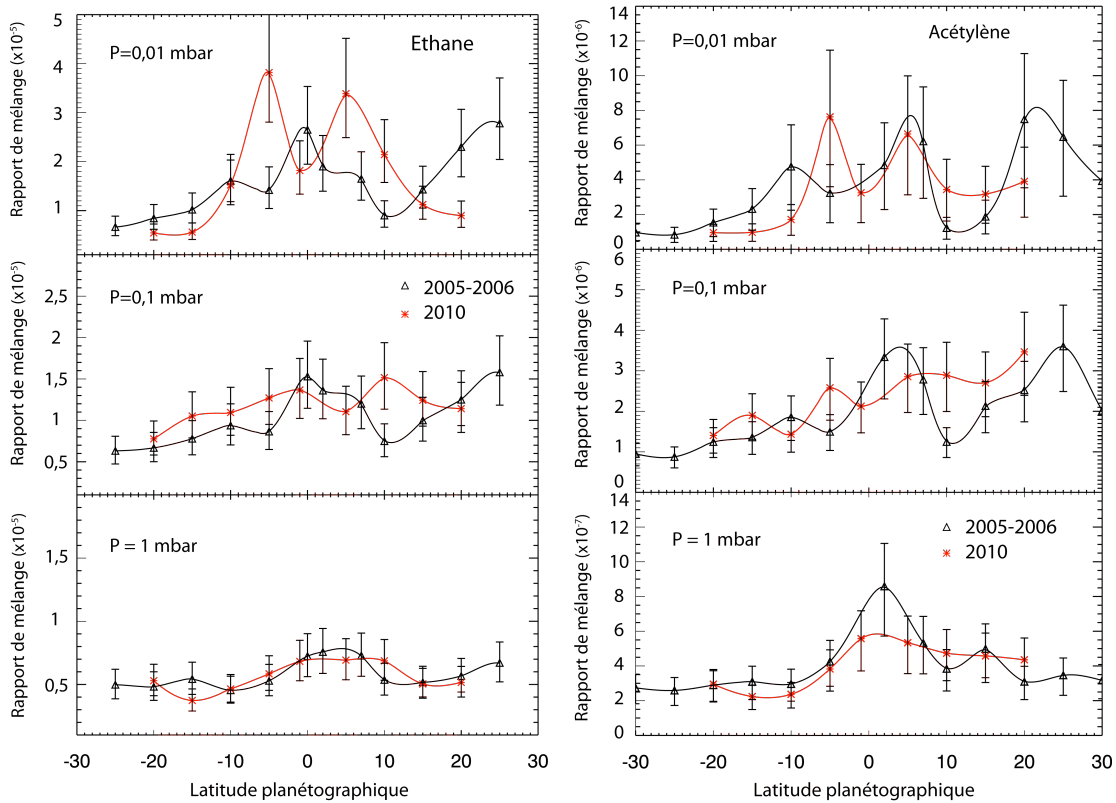 P=0,01 mbar
Ethane
Rapport de mélange (x10⁻⁵)
5
4
3
2
1
P=0,1 mbar
2005-2006
2010
Rapport de mélange (x10⁻⁵)
2,5
2
1,5
1
0,5
P = 1 mbar
Rapport de mélange (x10⁻⁵)
1,5
1
0,5
-30 -20 -10 0 10 20 30
Latitude planétographique
P=0,01 mbar
Acétylène
Rapport de mélange (x10⁻⁶)
14
12
10
8
6
4
2
0
P=0,1 mbar
Rapport de mélange (x10⁻⁶)
6
5
4
3
2
1
0
P = 1 mbar
2005-2006
2010
Rapport de mélange (x10⁻⁷)
14
12
10
8
6
4
2
0
-30 -20 -10 0 10 20 30
Latitude planétographique